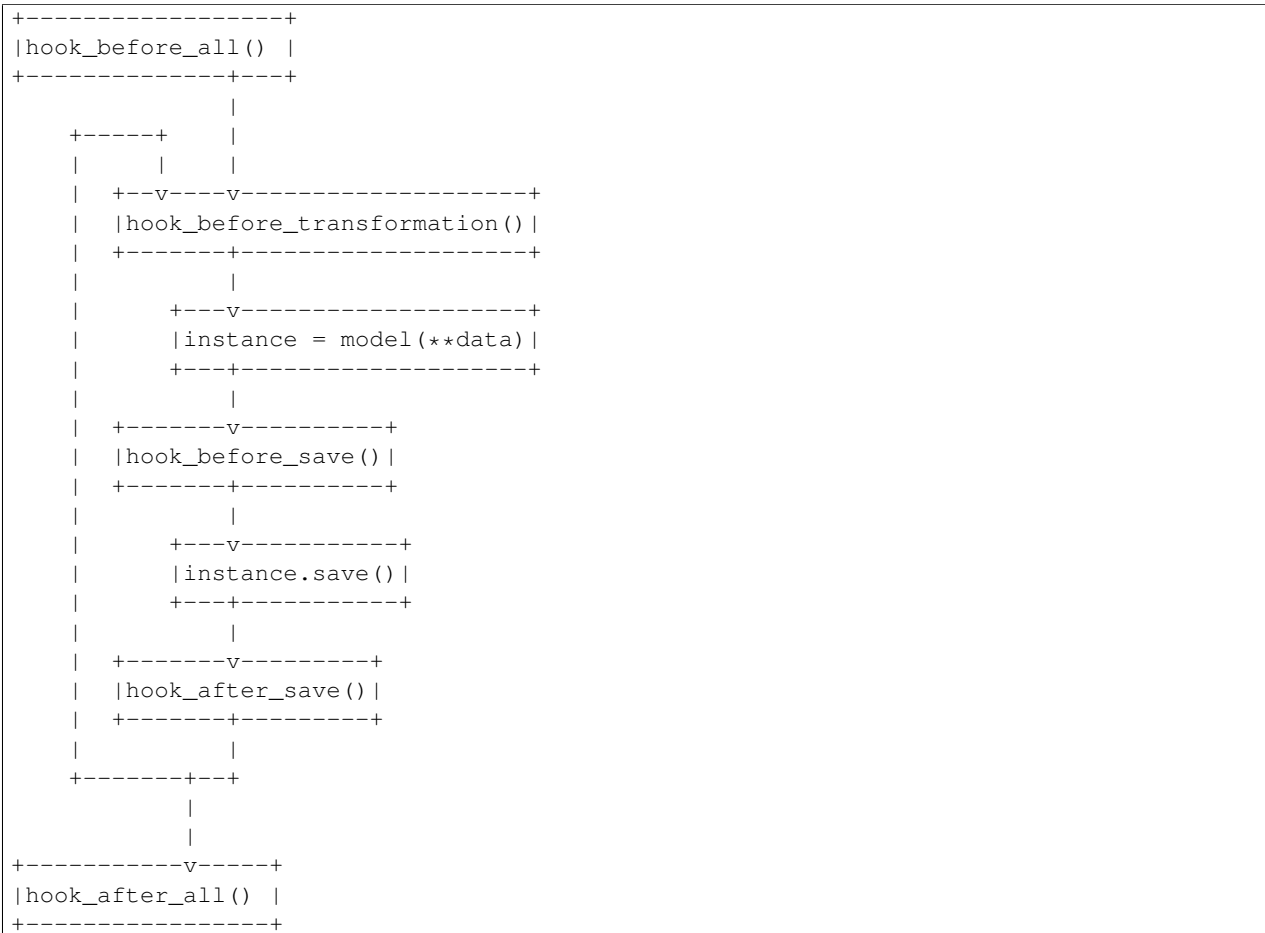 hook_before_all()
hook_before_transformation()
instance = model(**data)
hook_before_save()
instance.save()
hook_after_save()
hook_after_all()